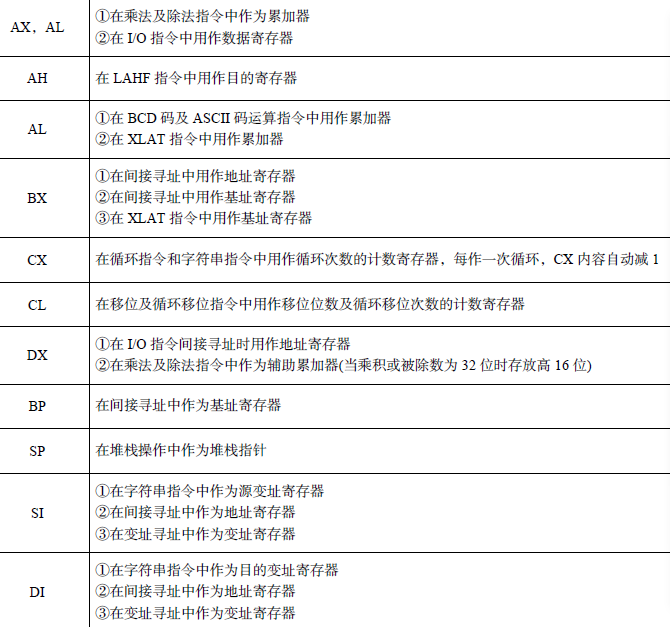 AX，AL
①在乘法及除法指令中作为累加器
②在 I/O 指令中用作数据寄存器
AH
在 LAHF 指令中用作目的寄存器
AL
①在 BCD 码及 ASCII 码运算指令中用作累加器
②在 XLAT 指令中用作累加器
BX
①在间接寻址中用作地址寄存器
②在间接寻址中用作基址寄存器
③在 XLAT 指令中用作基址寄存器
CX
在循环指令和字符串指令中用作循环次数的计数寄存器，每作一次循环，CX 内容自动减 1
CL
在移位及循环移位指令中用作移位位数及循环移位次数的计数寄存器
DX
①在 I/O 指令间接寻址时用作地址寄存器
②在乘法及除法指令中作为辅助累加器(当乘积或被除数为 32 位时存放高 16 位)
BP
在间接寻址中作为基址寄存器
SP
在堆栈操作中作为堆栈指针
SI
①在字符串指令中作为源变址寄存器
②在间接寻址中作为地址寄存器
③在变址寻址中作为变址寄存器
DI
①在字符串指令中作为目的变址寄存器
②在间接寻址中作为地址寄存器
③在变址寻址中作为变址寄存器